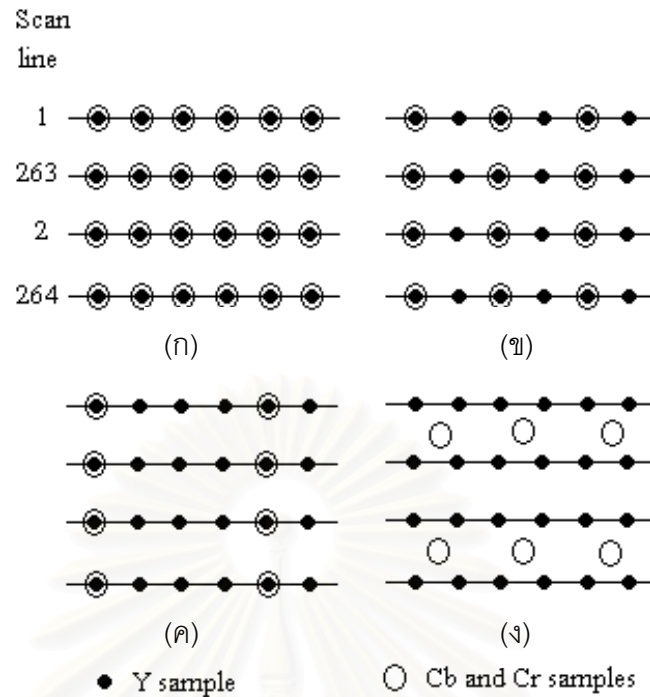 Scan
line
1
263
2
264
(ก) (ข)
(ค) (ง)
Y sample Cb and Cr samples